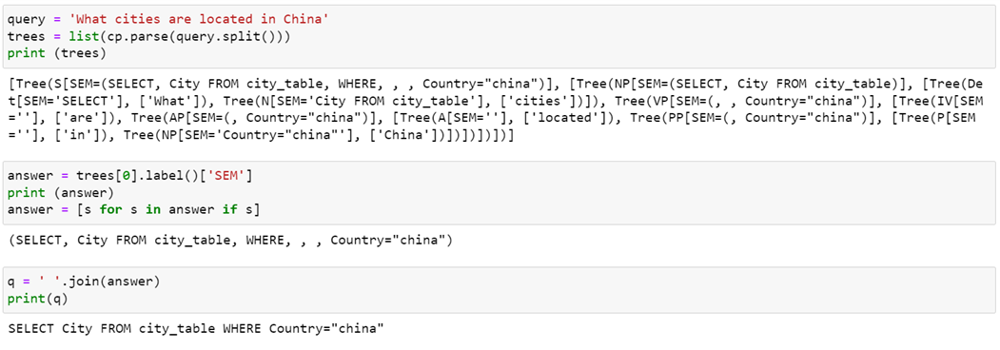 query = 'What cities are located in China'
trees = list(cp.parse(query.split()))
print (trees)
[Tree(S[SEM=(SELECT, City FROM city_table, WHERE, , , Country="china")], [Tree(NP[SEM=(SELECT, City FROM city_table)], [Tree(De
t[SEM='SELECT'], ['What']), Tree(N[SEM='City FROM city_table'], ['cities'])]), Tree(VP[SEM=(, , Country="china")], [Tree(IV[SEM
=''], ['are']), Tree(AP[SEM=(, Country="china")], [Tree(A[SEM=''], ['located']), Tree(PP[SEM=(, Country="china")], [Tree(P[SEM
=''], ['in']), Tree(NP[SEM='Country="china"'], ['China'])])])])])]
answer = trees[0].label()['SEM']
print (answer)
answer = [s for s in answer if s]
(SELECT, City FROM city_table, WHERE, , , Country="china")
q = ' '.join(answer)
print(q)
SELECT City FROM city_table WHERE Country="china"